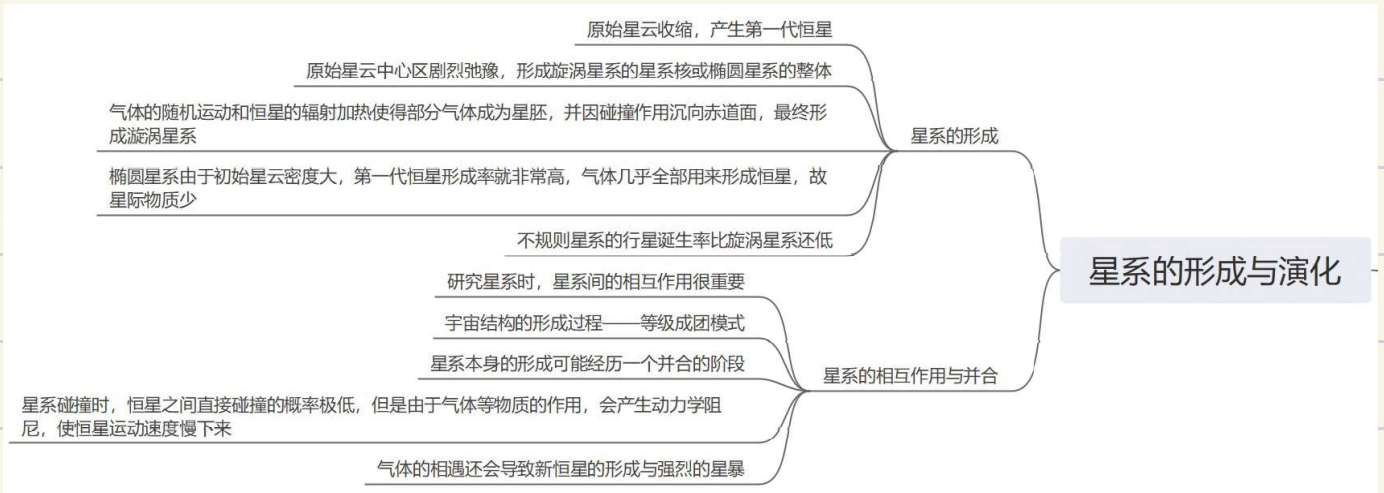 原始星云收缩，产生第一代恒星
原始星云中心区剧烈弛豫，形成旋涡星系的星系核或椭圆星系的整体
气体的随机运动和恒星的辐射加热使得部分气体成为星胚，并因碰撞作用沉向赤道面，最终形
成漩涡星系
椭圆星系由于初始星云密度大，第一代恒星形成率就非常高，气体几乎全部用来形成恒星，故
星际物质少
不规则星系的行星诞生率比旋涡星系还低
星系的形成
星系的形成与演化
研究星系时，星系间的相互作用很重要
宇宙结构的形成过程——等级成团模式
星系本身的形成可能经历一个并合的阶段
星系碰撞时，恒星之间直接碰撞的概率极低，但是由于气体等物质的作用，会产生动力学阻
尼，使恒星运动速度慢下来
气体的相遇还会导致新恒星的形成与强烈的星暴
星系的相互作用与并合